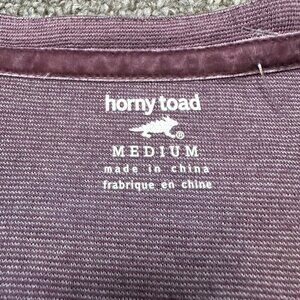 horny toad
MEDIUM
made in china
frabrique en chine